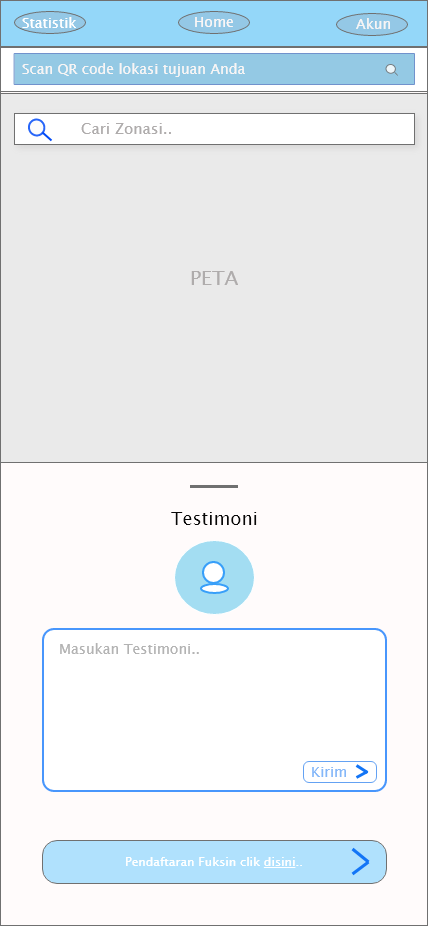 Statistik
Home
Akun
Scan QR code lokasi tujuan Anda
Cari Zonasi..
PETA
Testimoni
Masukan Testimoni..
Kirim
Pendaftaran Fuksin clik disini..